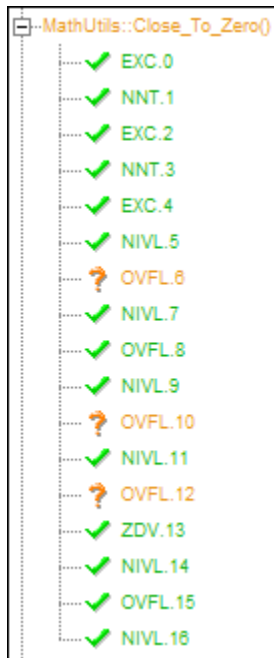 MathUtils::Close_To_Zero()
EXC.0
NNT.1
EXC.2
NNT.3
EXC.4
NIVL.5
OVFL.6
NIVL.7
OVFL.8
NIVL.9
OVFL.10
NIVL.11
OVFL.12
ZDV.13
NIVL.14
OVFL.15
NIVL.16